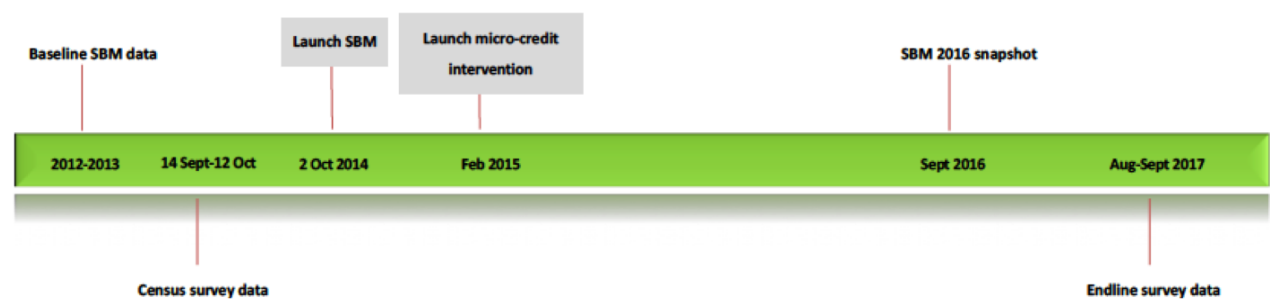 Launch SBM
Launch micro-credit
intervention
Baseline SBM data
SBM 2016 snapshot
2012-2013
14 Sept-12 Oct
2 Oct 2014
Feb 2015
Sept 2016
Aug-Sept 2017
Census survey data
Endline survey data